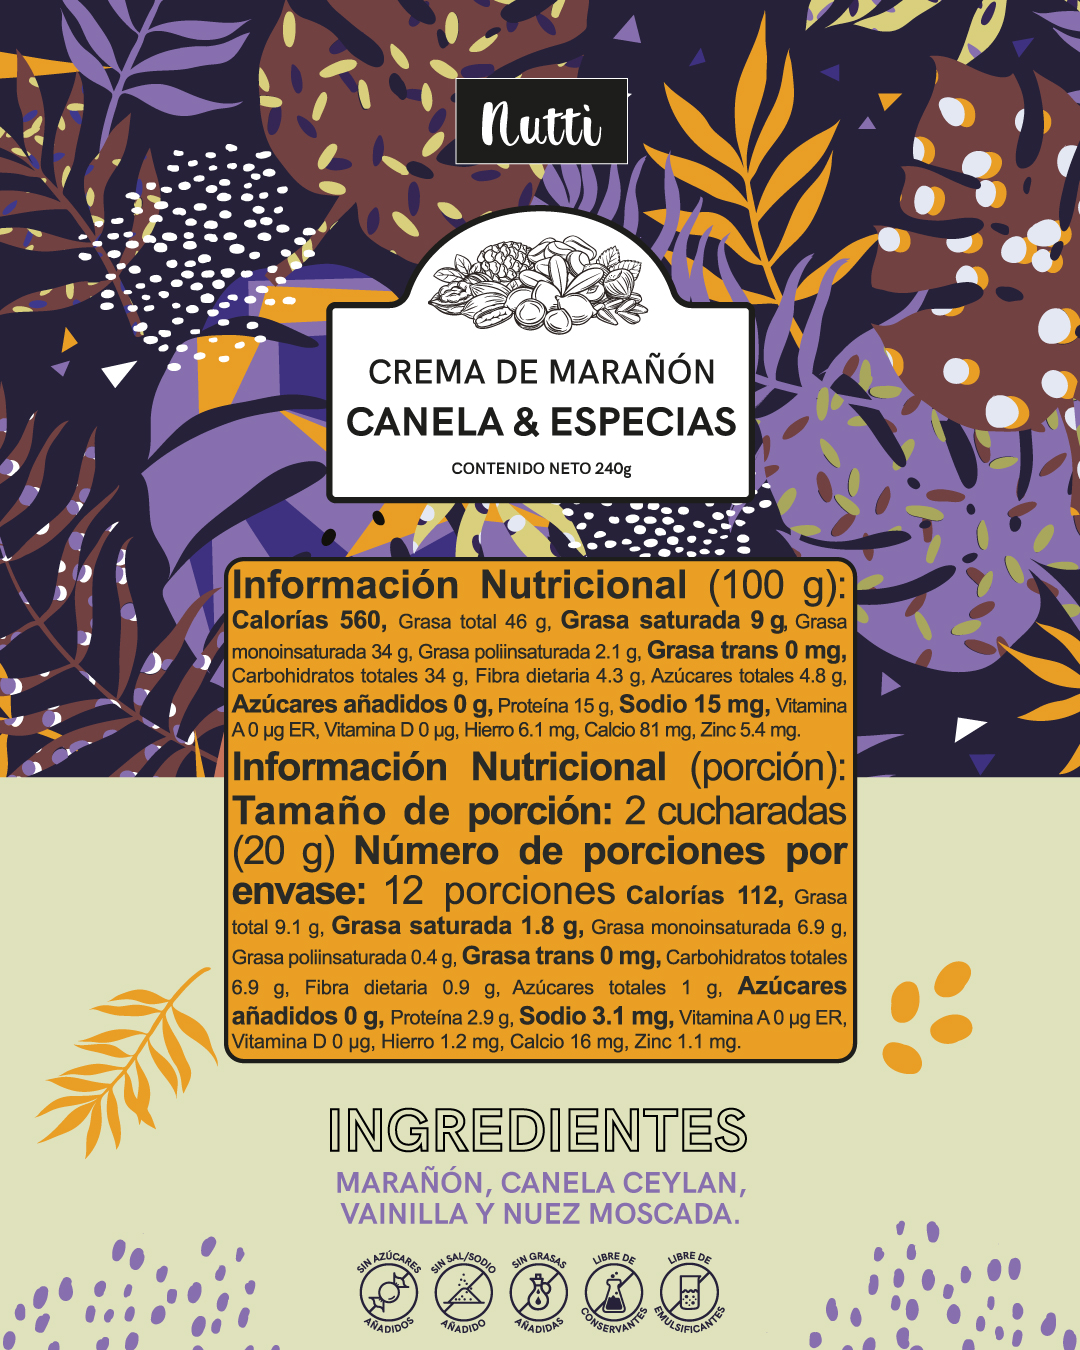 Nutti
CREMA DE MARAÑÓN
CANELA & ESPECIAS
CONTENIDO NETO 240g
Información Nutricional (100 g):
Calorías 560, Grasa total 46 g, Grasa saturada 9 g, Grasa
monoinsaturada 34 g, Grasa poliinsaturada 2.1 g, Grasa trans 0 mg,
Carbohidratos totales 34 g, Fibra dietaria 4.3 g, Azúcares totales 4.8 g,
Azúcares añadidos 0 g, Proteína 15 g, Sodio 15 mg, Vitamina
A 0 µg ER, Vitamina D 0 µg, Hierro 6.1 mg, Calcio 81 mg, Zinc 5.4 mg.
Información Nutricional (porción):
Tamaño de porción: 2 cucharadas
(20 g) Número de porciones por
envase: 12 porciones Calorías 112, Grasa
total 9.1 g, Grasa saturada 1.8 g, Grasa monoinsaturada 6.9 g,
Grasa poliinsaturada 0.4 g, Grasa trans 0 mg, Carbohidratos totales
6.9 g, Fibra dietaria 0.9 g, Azúcares totales 1 g, Azúcares
añadidos 0 g, Proteína 2.9 g, Sodio 3.1 mg, Vitamina A 0 µg ER,
Vitamina D 0 µg, Hierro 1.2 mg, Calcio 16 mg, Zinc 1.1 mg.
INGREDIENTES
MARAÑÓN, CANELA CEYLAN,
VAINILLA Y NUEZ MOSCADA.
SIN AZÚCARES AÑADIDOS
SIN SAL/SODIO AÑADIDO
SIN GRASAS AÑADIDAS
LIBRE DE CONSERVANTES
LIBRE DE EMULSIFICANTES